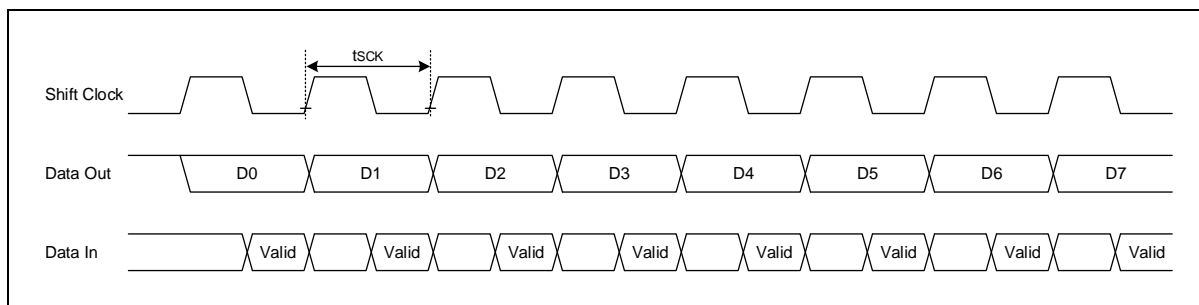 tSCK
Shift Clock
Data Out D0 D1 D2 D3 D4 D5 D6 D7
Data In Valid Valid Valid Valid Valid Valid Valid Valid